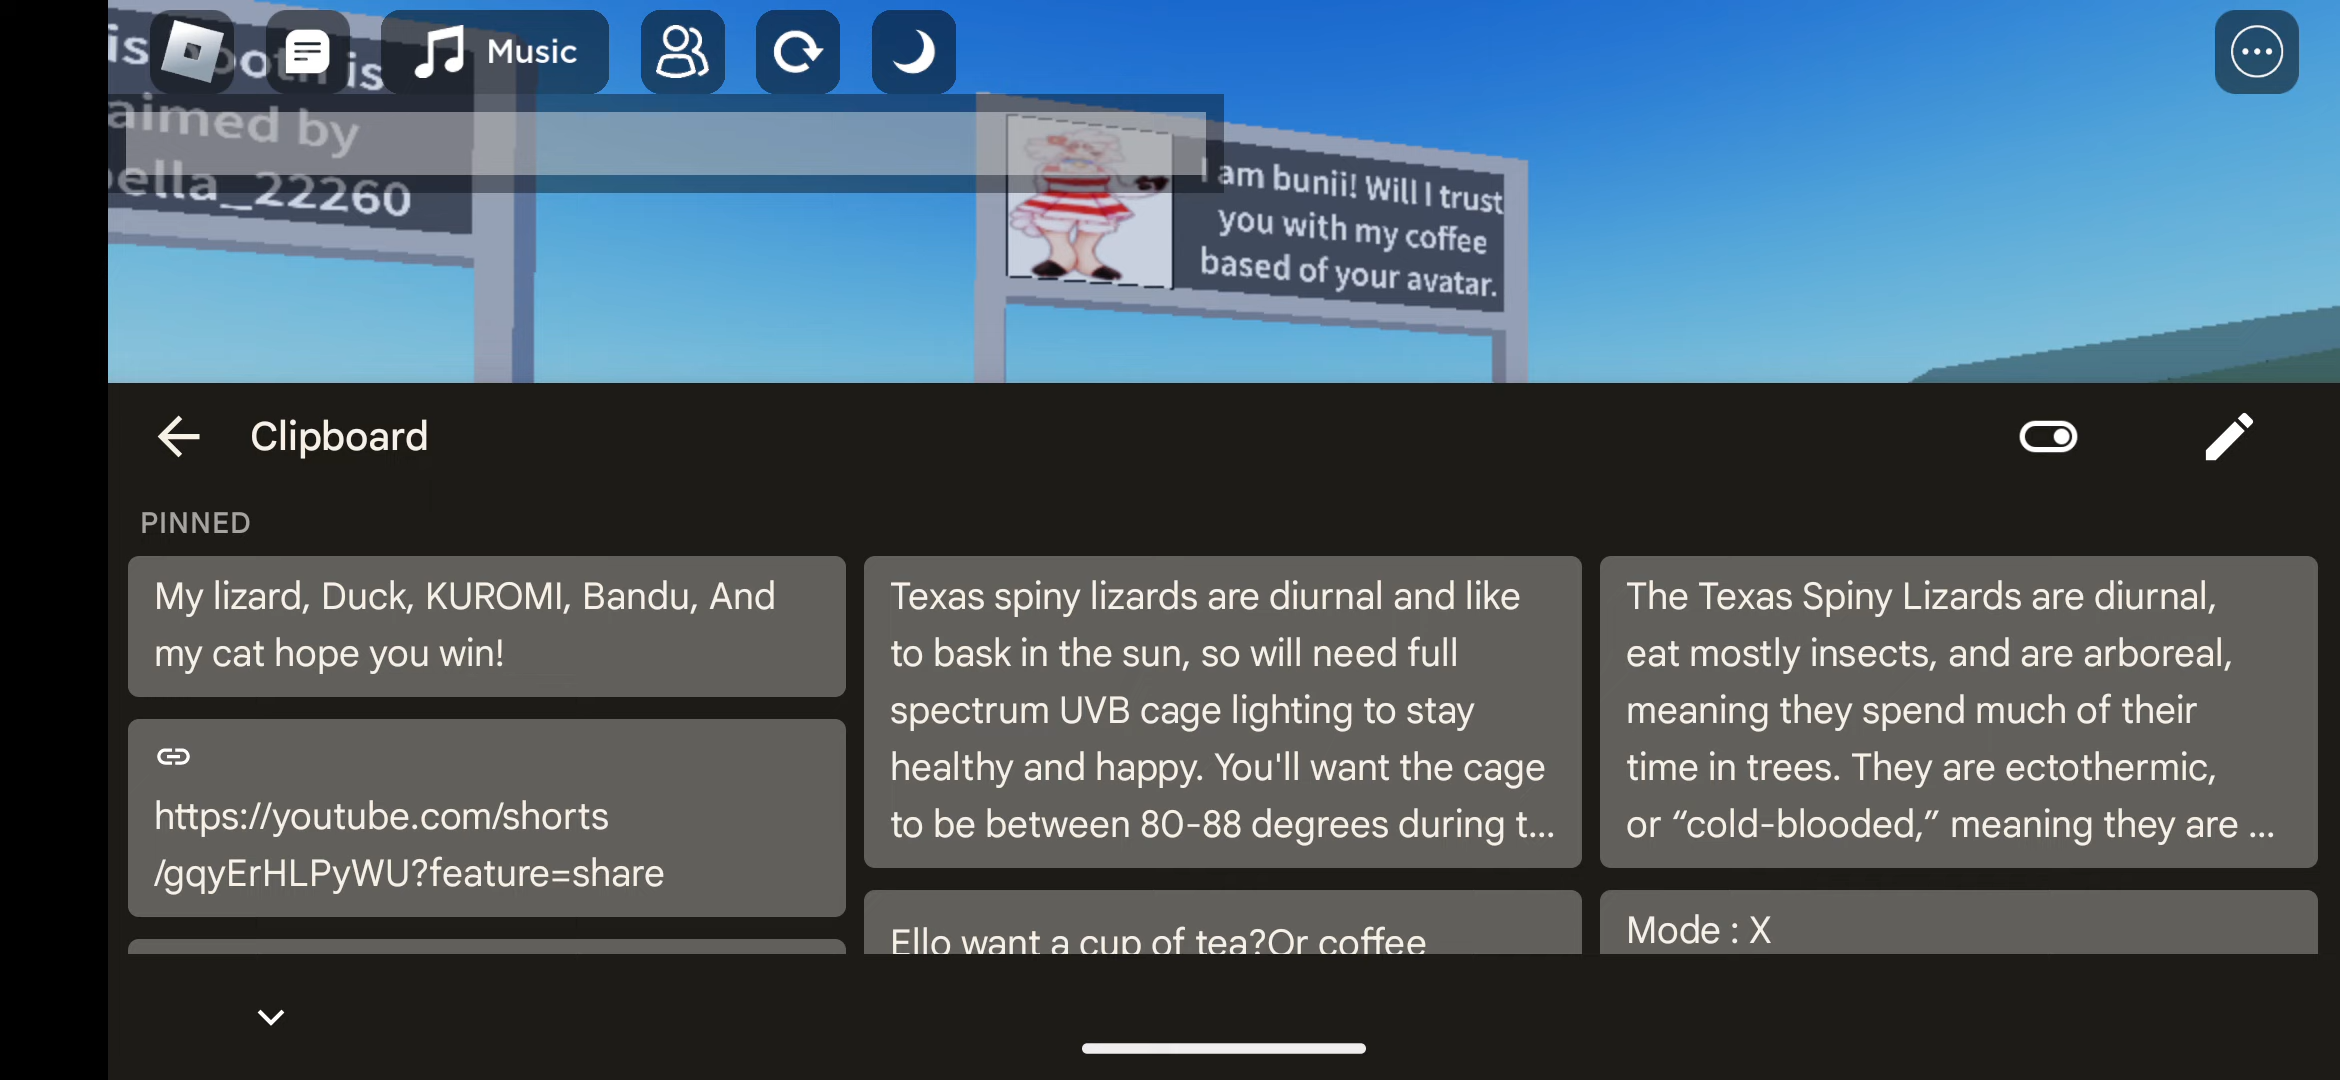 is booth is
aimed by
ella_22260
Music
I am bunii! Will I trust
you with my coffee
based of your avatar.
Clipboard
PINNED
My lizard, Duck, KUROMI, Bandu, And
my cat hope you win!
https://youtube.com/shorts
/gqyErHLPyWU?feature=share
Texas spiny lizards are diurnal and like
to bask in the sun, so will need full
spectrum UVB cage lighting to stay
healthy and happy. You'll want the cage
to be between 80-88 degrees during t...
Ello want a cup of tea?Or coffee
The Texas Spiny Lizards are diurnal,
eat mostly insects, and are arboreal,
meaning they spend much of their
time in trees. They are ectothermic,
or “cold-blooded,” meaning they are ...
Mode : X